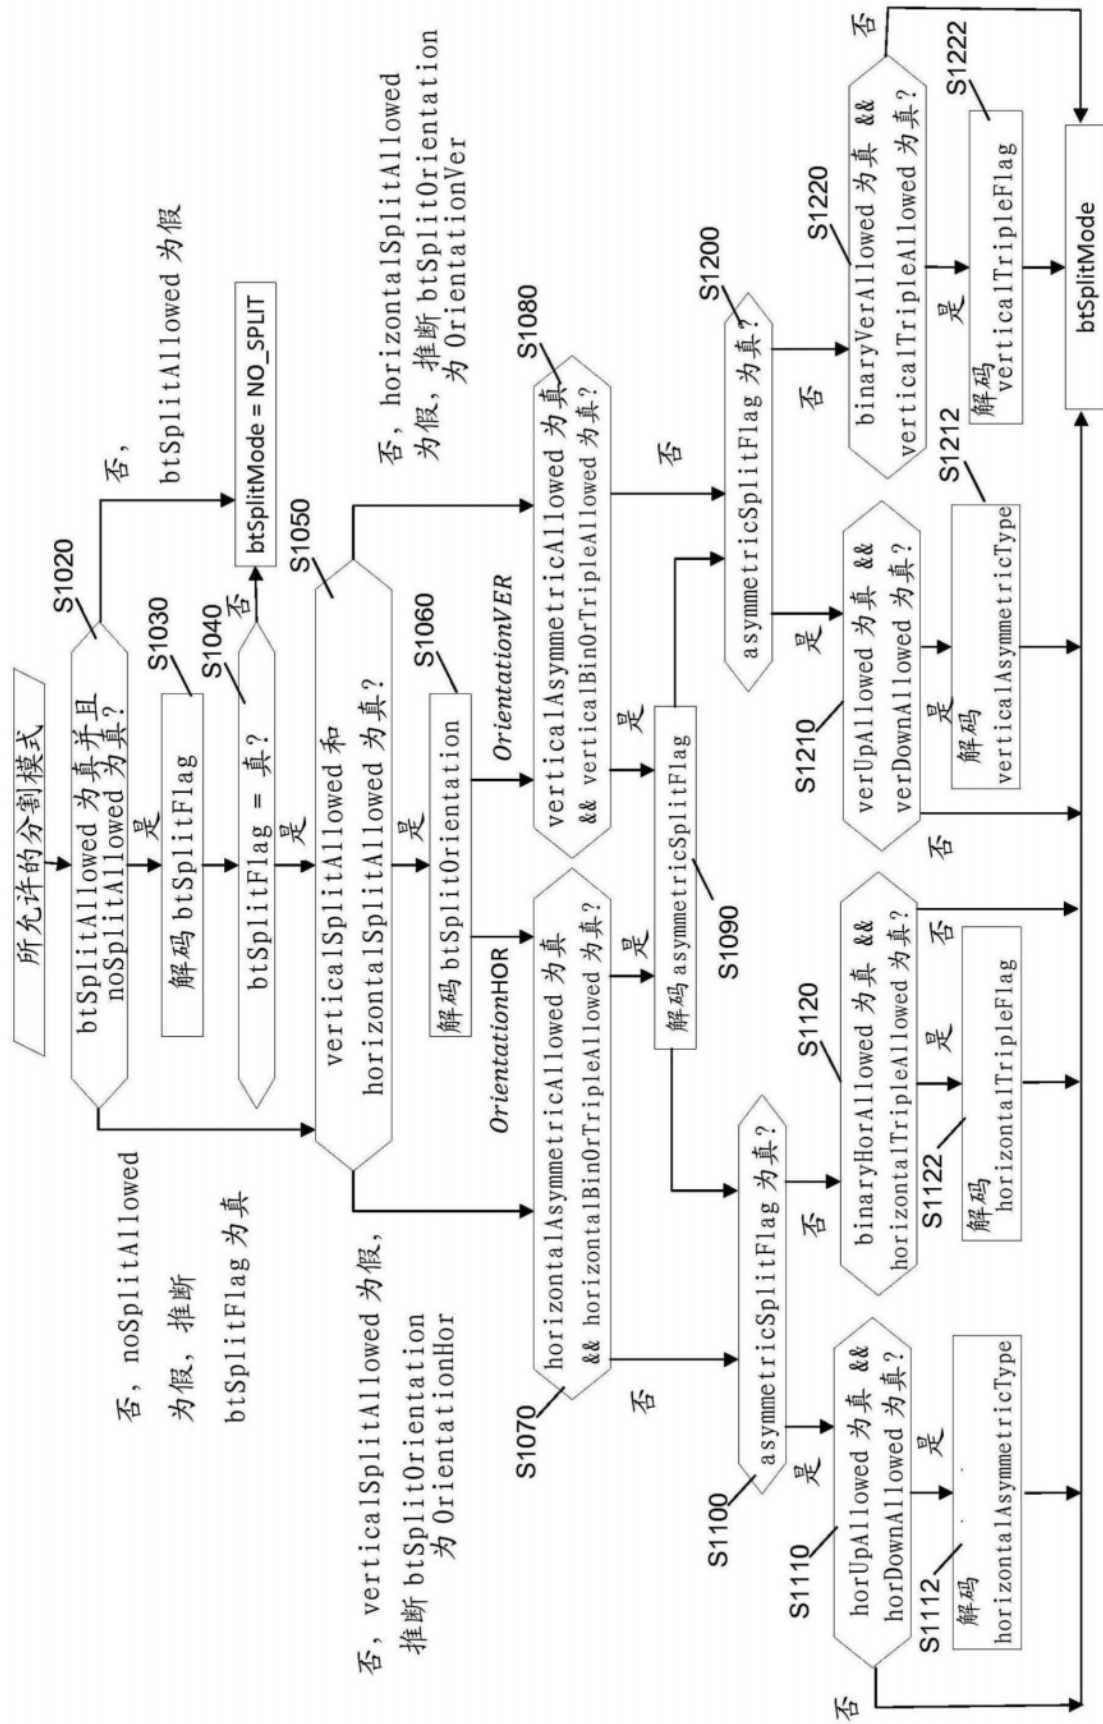 所允许的分割模式
S1020
btSplitAllowed 为真并且
noSplitAllowed 为真?
否,
btSplitAllowed 为假
否, noSplitAllowed
为假, 推断
btSplitFlag 为真
是
S1030
解码 btSplitFlag
S1040
btSplitFlag = 真?
否
btSplitMode = NO_SPLIT
是
S1050
verticalSplitAllowed 和
horizontalSplitAllowed 为真?
否, verticalSplitAllowed 为假,
推断 btSplitOrientation
为 OrientationHor
否, horizontalSplitAllowed
为假, 推断 btSplitOrientation
为 OrientationVer
是
S1060
解码 btSplitOrientation
OrientationHOR
OrientationVER
S1070
horizontalAsymmetricAllowed 为真
&& horizontalBinOrTripleAllowed 为真?
S1080
verticalAsymmetricAllowed 为真
&& verticalBinOrTripleAllowed 为真?
否
是
是
否
解码 asymmetricSplitFlag
S1090
S1100
asymmetricSplitFlag 为真?
S1200
asymmetricSplitFlag 为真?
是
否
是
否
S1110
horUpAllowed 为真 &&
horDownAllowed 为真?
S1120
binaryHorAllowed 为真 &&
horizontalTripleAllowed 为真?
S1210
verUpAllowed 为真 &&
verDownAllowed 为真?
S1220
binaryVerAllowed 为真 &&
verticalTripleAllowed 为真?
否
是
是
否
否
是
是
否
S1112
解码
horizontalAsymmetricType
S1122
解码
horizontalTripleFlag
S1212
解码
verticalAsymmetricType
S1222
解码
verticalTripleFlag
btSplitMode